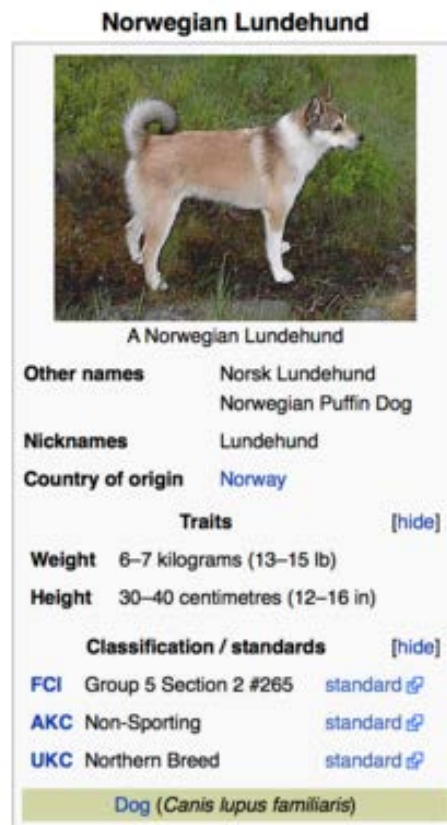 Norwegian Lundehund
A Norwegian Lundehund
Other names Norsk Lundehund
Norwegian Puffin Dog
Nicknames Lundehund
Country of origin Norway
Traits [hide]
Weight 6–7 kilograms (13–15 lb)
Height 30–40 centimetres (12–16 in)
Classification / standards [hide]
FCI Group 5 Section 2 #265 standard
AKC Non-Sporting standard
UKC Northern Breed standard
Dog (Canis lupus familiaris)